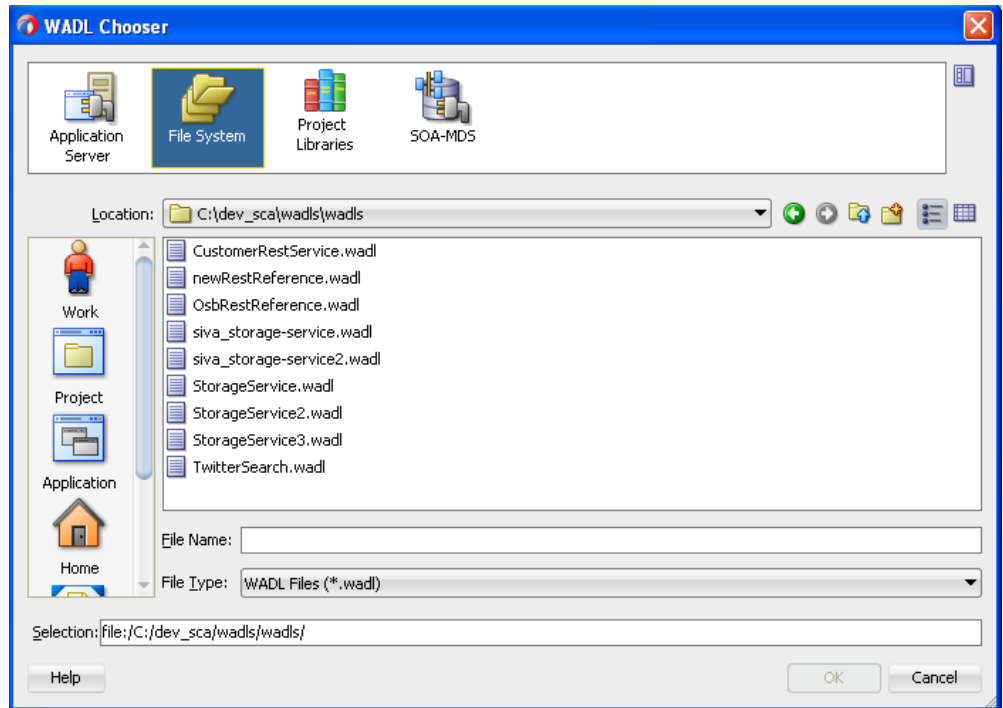 WADL Chooser
Application
Server
File System
Project
Libraries
SOA-MDS
Location: C:\dev_sca\wadls\wadls
Work
Project
Application
Home
CustomerRestService.wadl
newRestReference.wadl
OsbRestReference.wadl
siva_storage-service.wadl
siva_storage-service2.wadl
StorageService.wadl
StorageService2.wadl
StorageService3.wadl
TwitterSearch.wadl
File Name:
File Type: WADL Files (*.wadl)
Selection: file:/C:/dev_sca/wadls/wadls/
Help
OK
Cancel